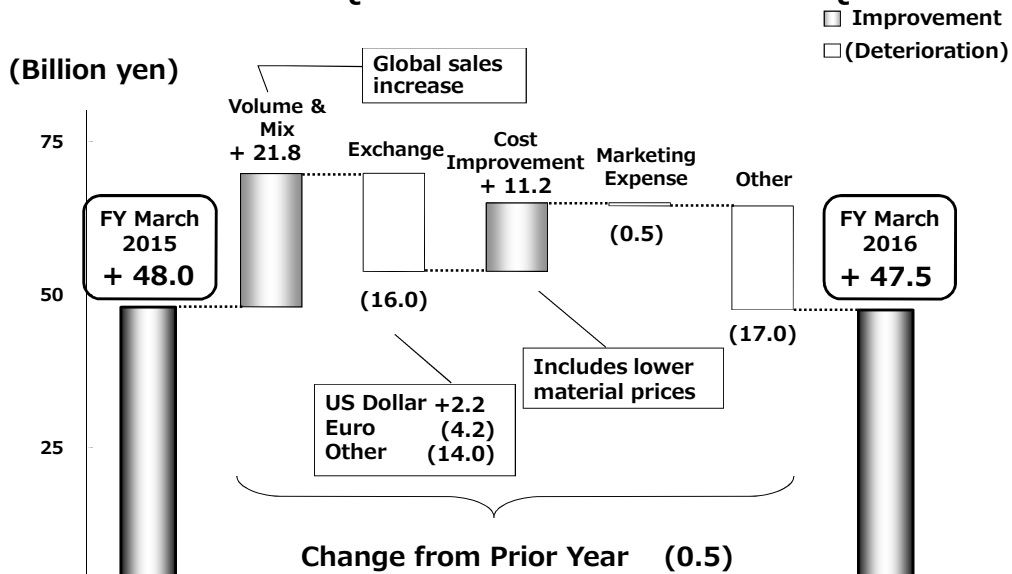 Improvement
(Deterioration)
(Billion yen)
Global sales
increase
Volume &
Mix
+ 21.8
Exchange
Cost
Improvement
+ 11.2
Marketing
Expense
Other
75
FY March
2015
+ 48.0
(0.5)
FY March
2016
+ 47.5
50
(16.0)
(17.0)
Includes lower
material prices
US Dollar +2.2
Euro (4.2)
Other (14.0)
25
Change from Prior Year (0.5)